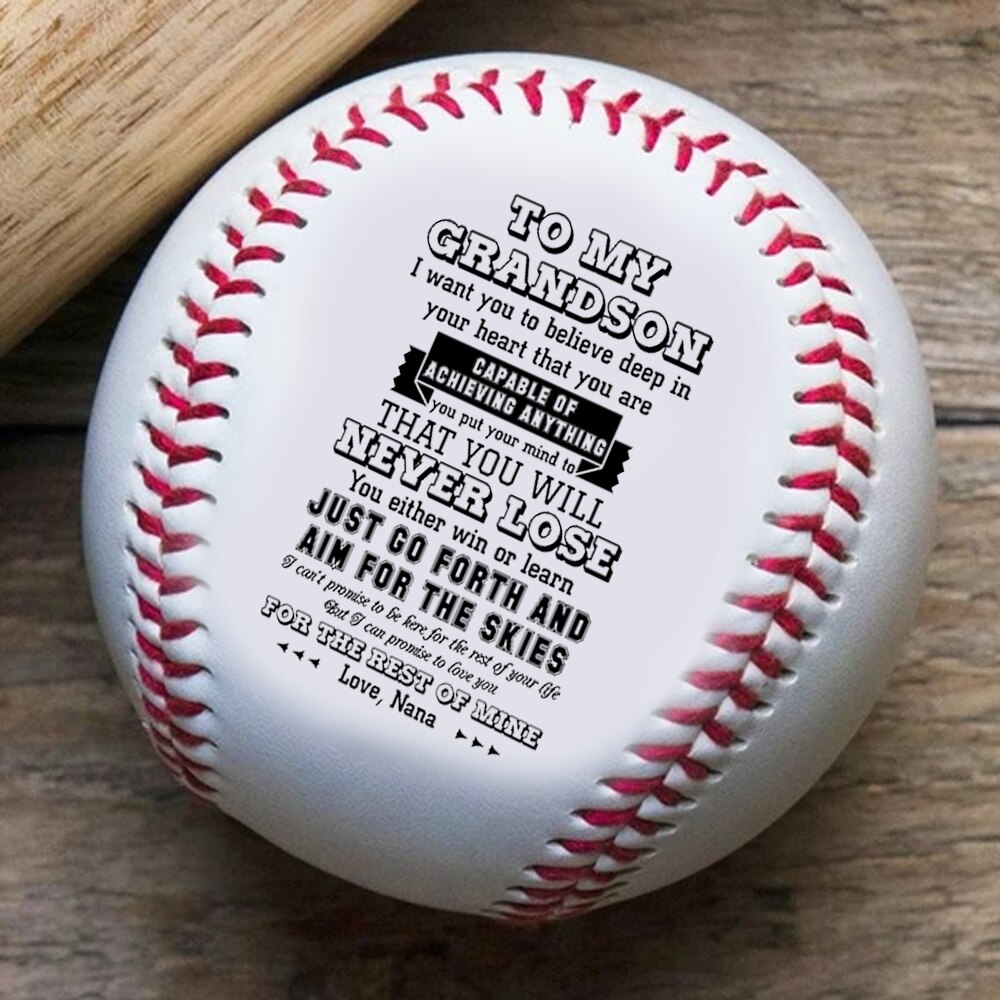 TO MY
GRANDSON
I want you to believe deep in
your heart that you are
CAPABLE OF
ACHIEVING ANYTHING
you put your mind to
THAT YOU WILL
NEVER LOSE
You either win or learn
JUST GO FORTH AND
AIM FOR THE SKIES
I can't promise to be here for the rest of your life
But I can promise to love you
FOR THE REST OF MINE
Love, Nana